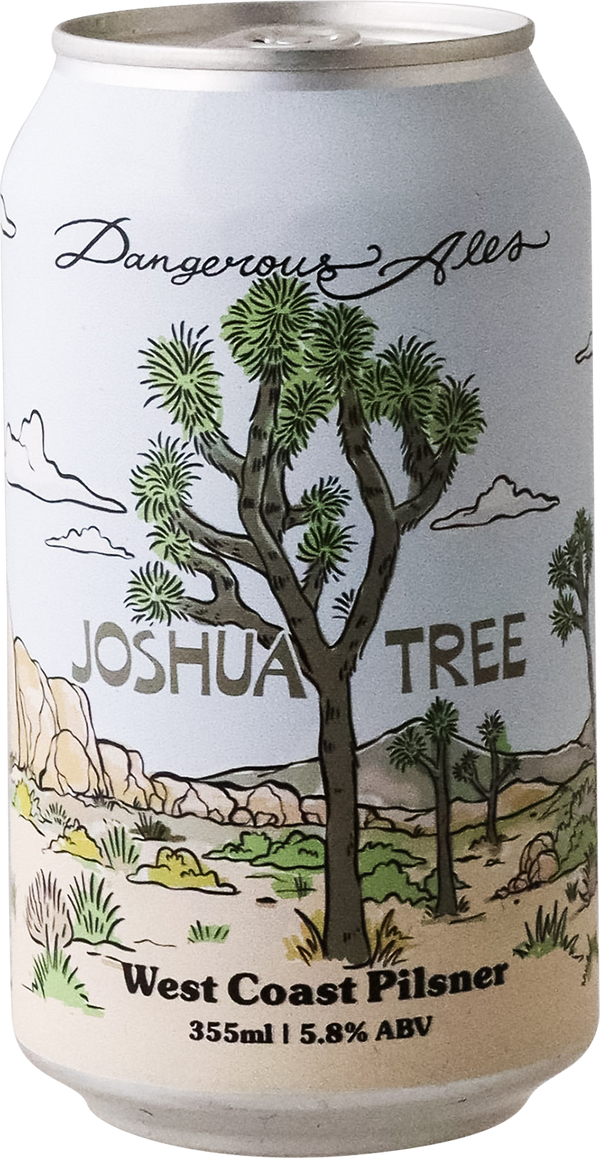 Dangerous Ales
JOSHUA TREE
West Coast Pilsner
355ml | 5.8% ABV